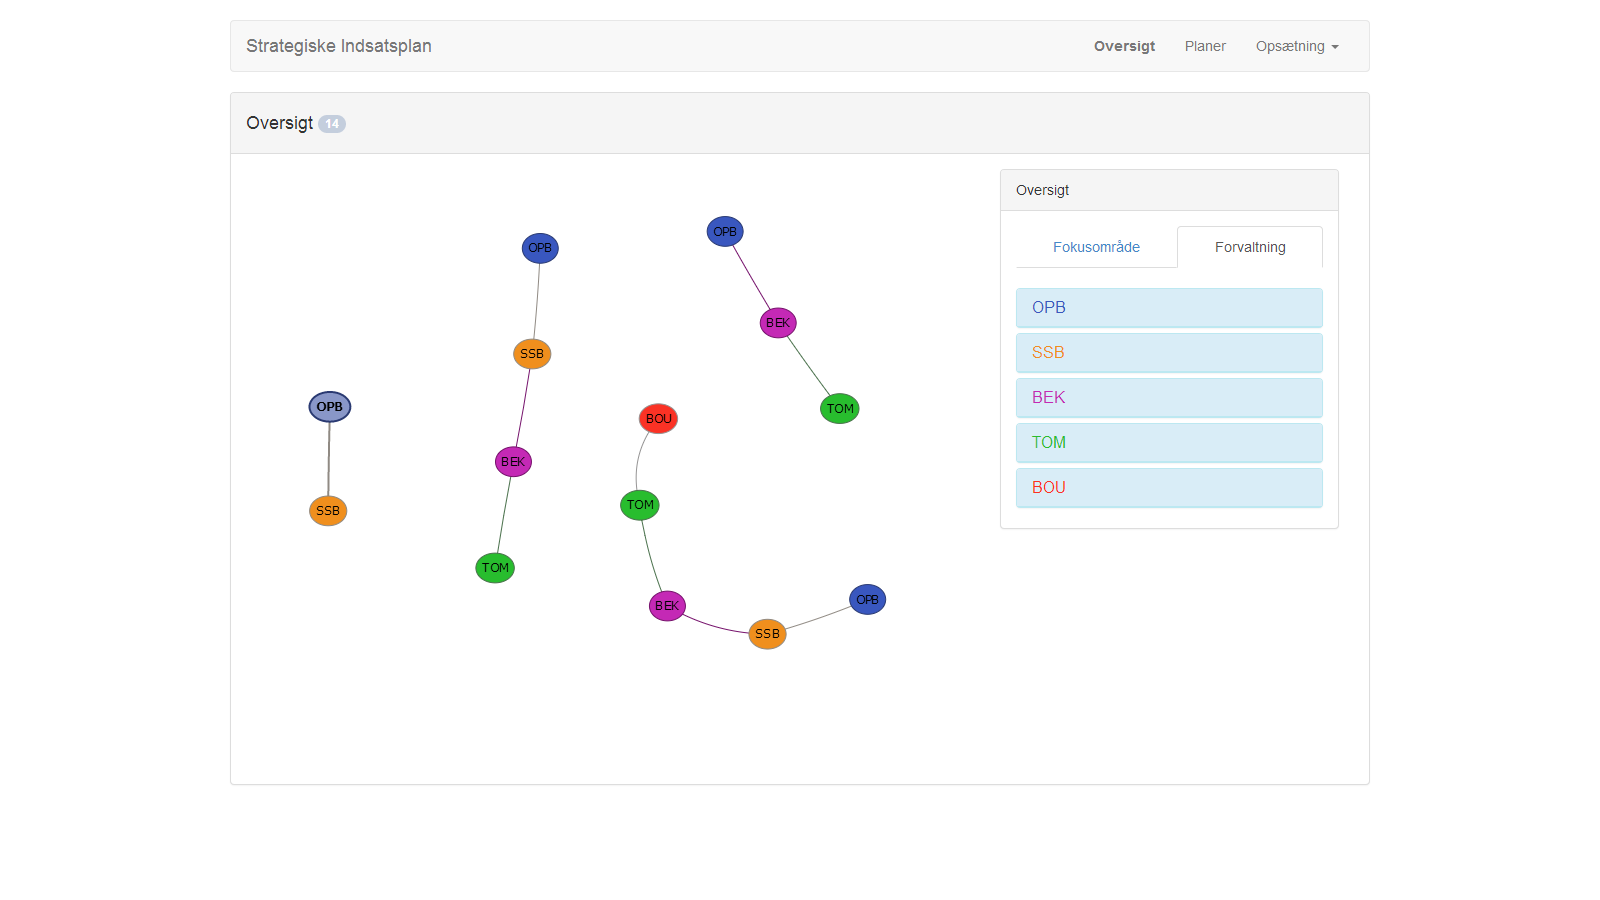 Strategiske Indsatsplan
Oversigt
Planer
Opsætning
Oversigt 14
OPB
SSB
OPB
SSB
BEK
TOM
OPB
BEK
TOM
BOU
TOM
BEK
SSB
OPB
Oversigt
Fokusområde
Forvaltning
OPB
SSB
BEK
TOM
BOU